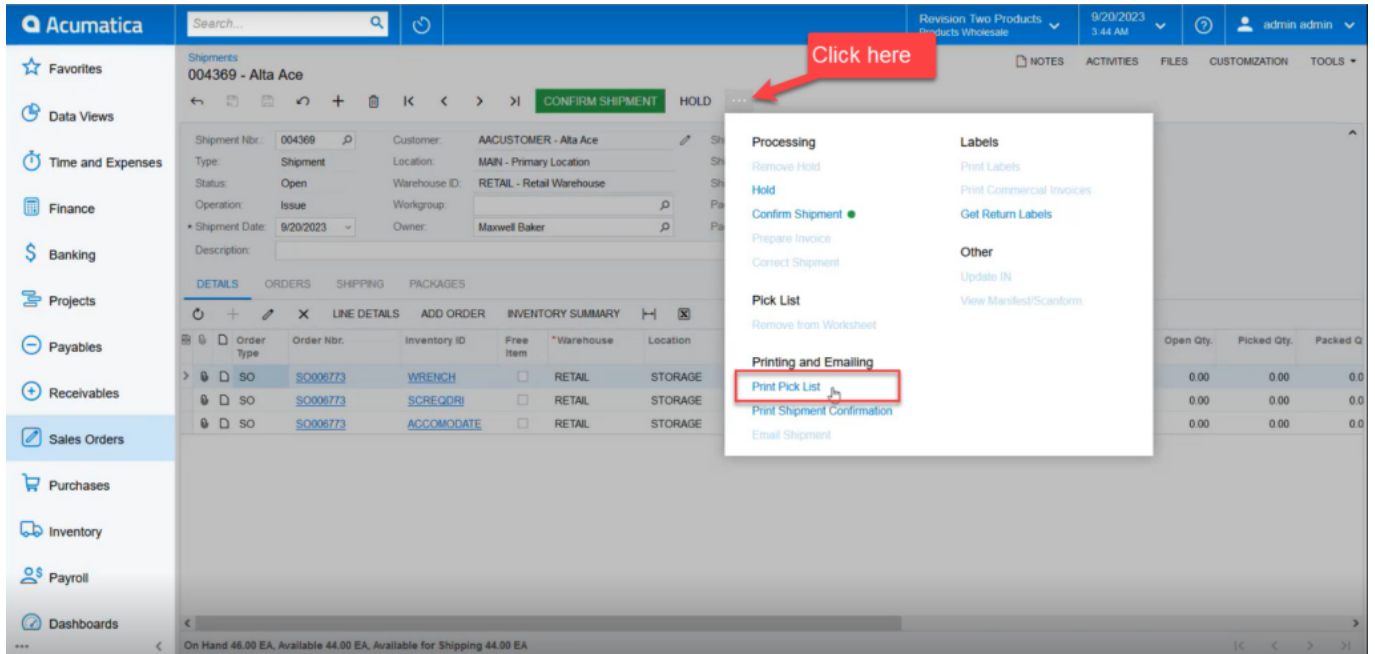 Acumatica
Search...
Revision Two Products
Products Wholesale
9/20/2023
3:44 AM
admin admin
Click here
Favorites
Data Views
Time and Expenses
Finance
Banking
Projects
Payables
Receivables
Sales Orders
Purchases
Inventory
Payroll
Dashboards
...
Shipments
004369 - Alta Ace
NOTES ACTIVITIES FILES CUSTOMIZATION TOOLS
CONFIRM SHIPMENT HOLD ...
Shipment Nbr.: 004369 Customer: AACUSTOMER - Alta Ace Sh
Type: Shipment Location: MAIN - Primary Location Sh
Status: Open Warehouse ID: RETAIL - Retail Warehouse Sh
Operation: Issue Workgroup: Pa
* Shipment Date: 9/20/2023 Owner: Maxwell Baker Pa
Description:
DETAILS ORDERS SHIPPING PACKAGES
LINE DETAILS ADD ORDER INVENTORY SUMMARY
Order Type Order Nbr. Inventory ID Free Item *Warehouse Location Open Qty. Picked Qty. Packed Q
SO SO006773 WRENCH RETAIL STORAGE 0.00 0.00 0.0
SO SO006773 SCREQDRI RETAIL STORAGE 0.00 0.00 0.0
SO SO006773 ACCOMODATE RETAIL STORAGE 0.00 0.00 0.0
Processing
Remove Hold
Hold
Confirm Shipment
Prepare Invoice
Correct Shipment
Pick List
Remove from Worksheet
Printing and Emailing
Print Pick List
Print Shipment Confirmation
Email Shipment
Labels
Print Labels
Print Commercial Invoices
Get Return Labels
Other
Update IN
View Manifest/Scanform
On Hand 46.00 EA, Available 44.00 EA, Available for Shipping 44.00 EA